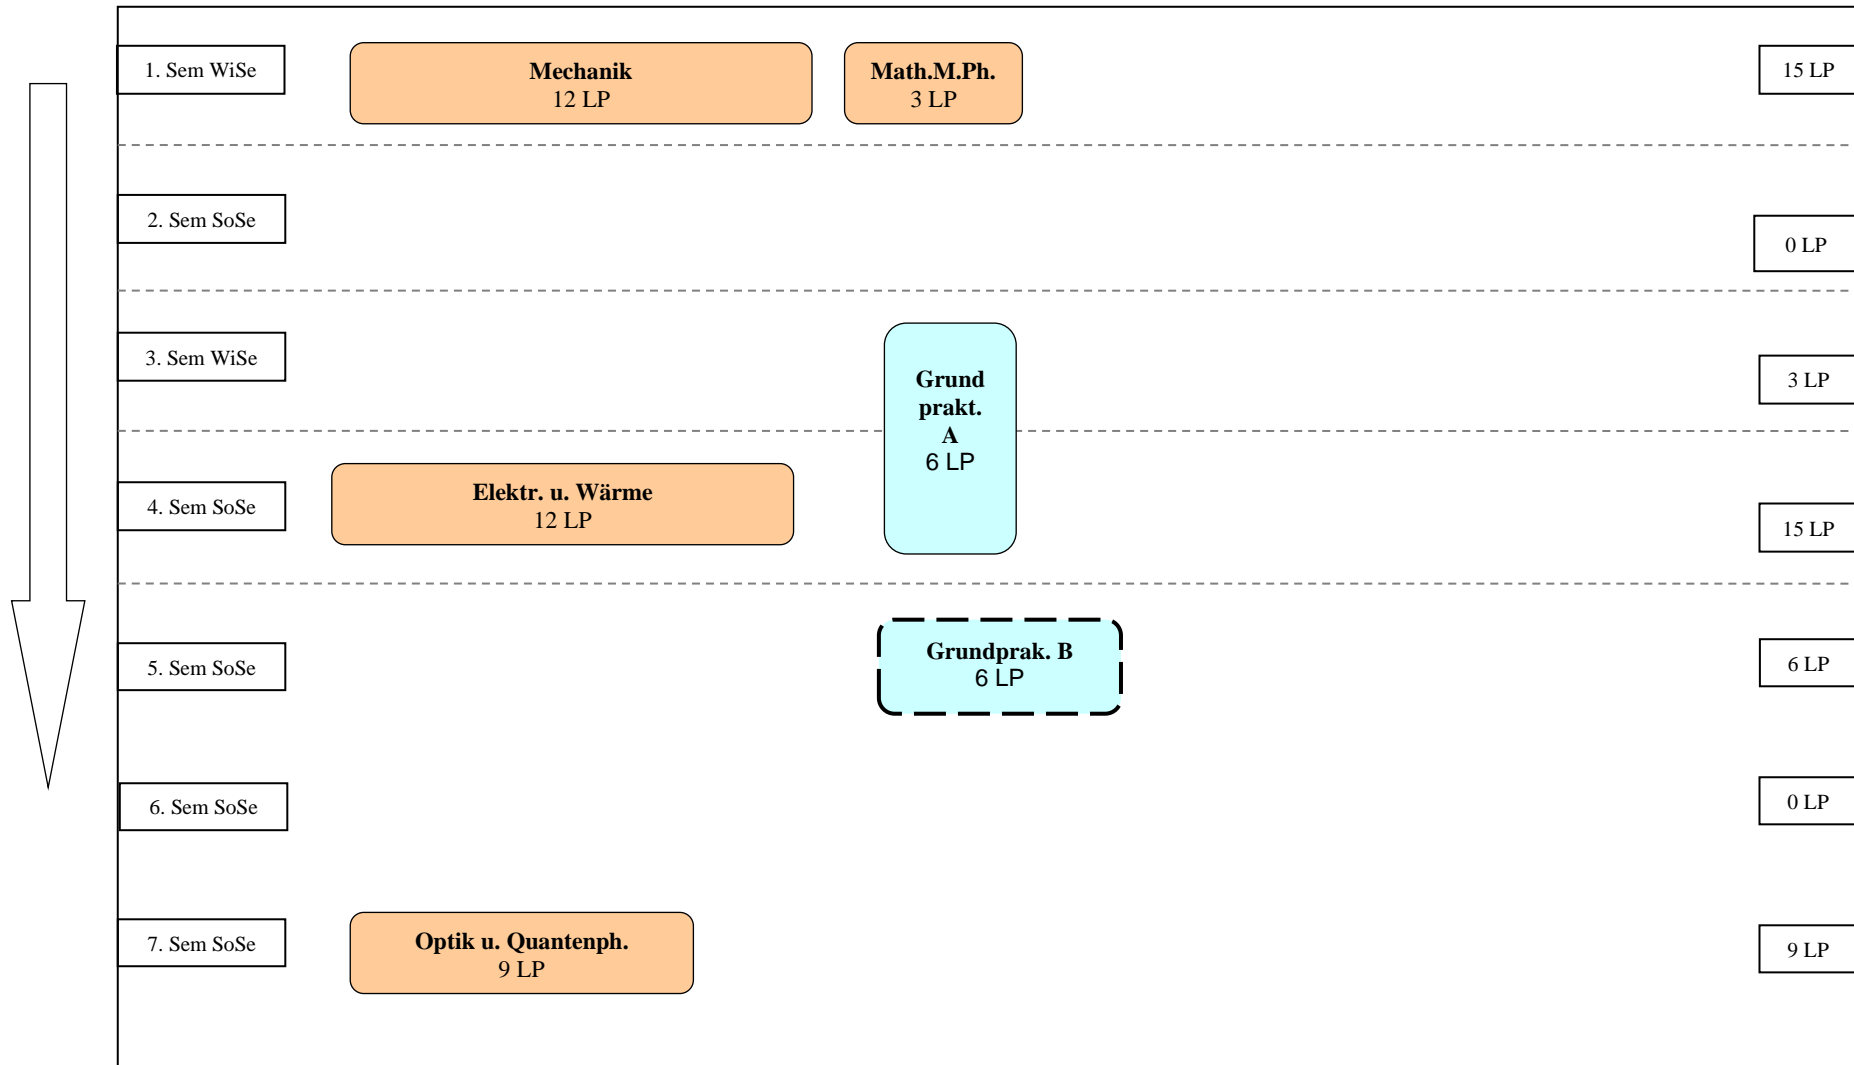 1. Sem WiSe
Mechanik
12 LP
Math.M.Ph.
3 LP
15 LP
2. Sem SoSe
0 LP
3. Sem WiSe
Grund
prakt.
A
6 LP
3 LP
4. Sem SoSe
Elektr. u. Wärme
12 LP
15 LP
5. Sem SoSe
Grundprak. B
6 LP
6 LP
6. Sem SoSe
0 LP
7. Sem SoSe
Optik u. Quantenph.
9 LP
9 LP